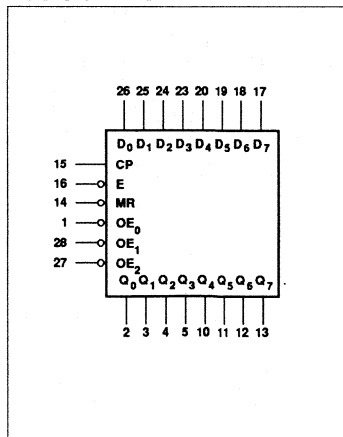 26 25 24 23 20 19 18 17
D0 D1 D2 D3 D4 D5 D6 D7
15 CP
16 E
14 MR
1 OE0
28 OE1
27 OE2
Q0 Q1 Q2 Q3 Q4 Q5 Q6 Q7
2 3 4 5 10 11 12 13